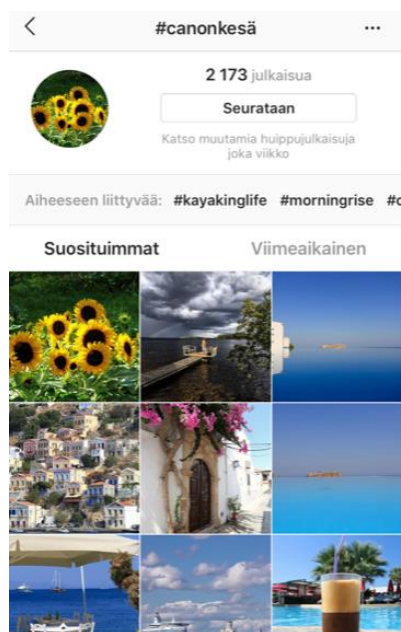 #canonkesä
2 173 julkaisua
Seurataan
Katso muutamia huippujulkaisuja
joka viikko
Aiheeseen liittyvää: #kayakinglife #morningrise
Suosituimmat Viimeaikainen